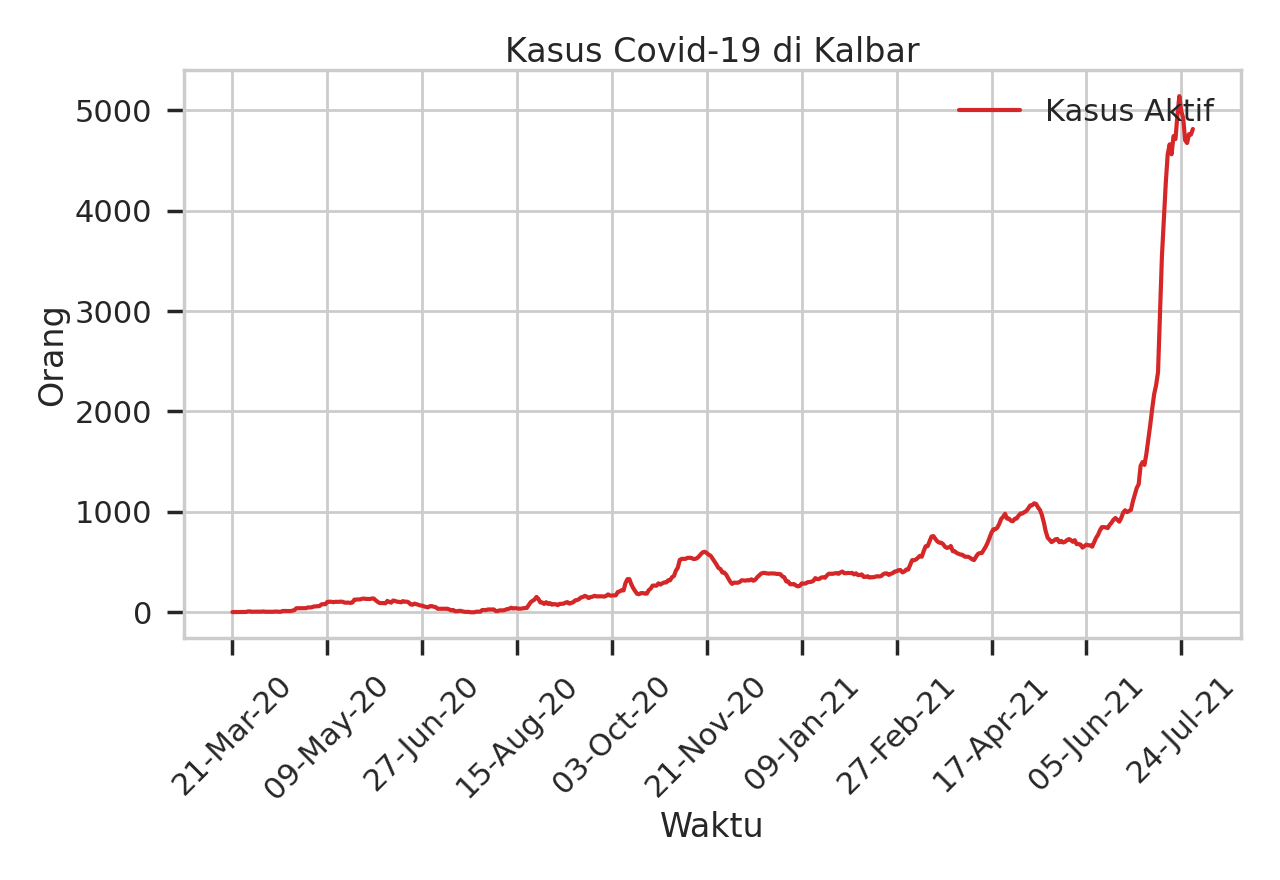 Kasus Covid-19 di Kalbar
Kasus Aktif
Orang
5000
4000
3000
2000
1000
0
21-Mar-20
09-May-20
27-Jun-20
15-Aug-20
03-Oct-20
21-Nov-20
09-Jan-21
27-Feb-21
17-Apr-21
05-Jun-21
24-Jul-21
Waktu